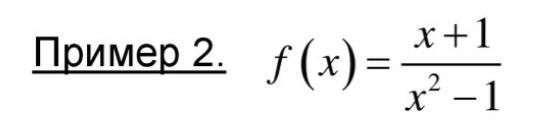 Пример 2. f(x) = (x+1)/(x² − 1)